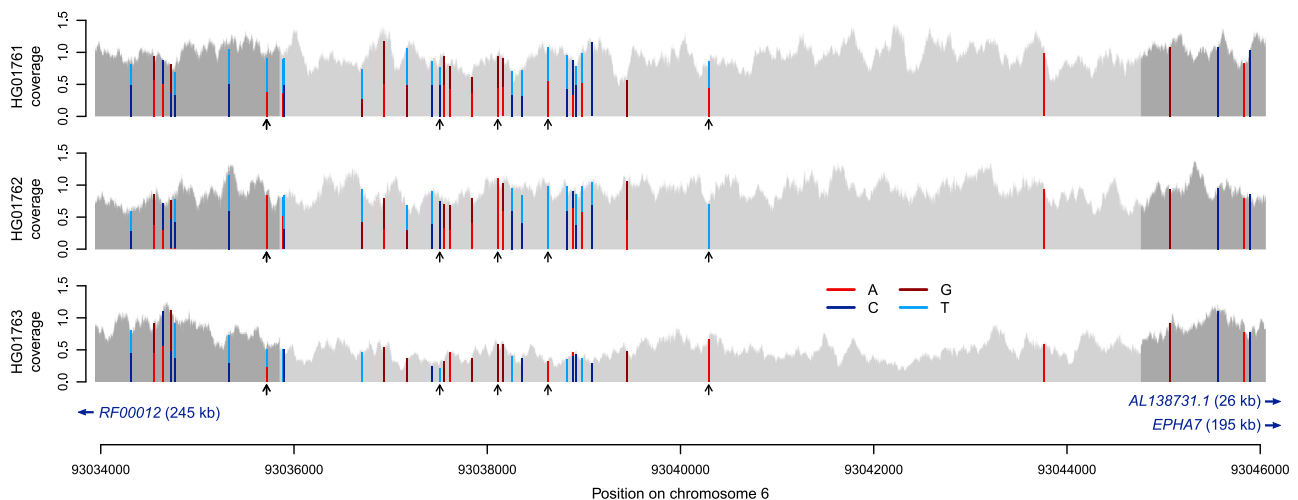 HG01761
coverage
0.0 0.5 1.0 1.5
HG01762
coverage
0.0 0.5 1.0 1.5
HG01763
coverage
0.0 0.5 1.0 1.5
A G
C T
RF00012 (245 kb)
AL138731.1 (26 kb)
EPHA7 (195 kb)
93034000 93036000 93038000 93040000 93042000 93044000 93046000
Position on chromosome 6